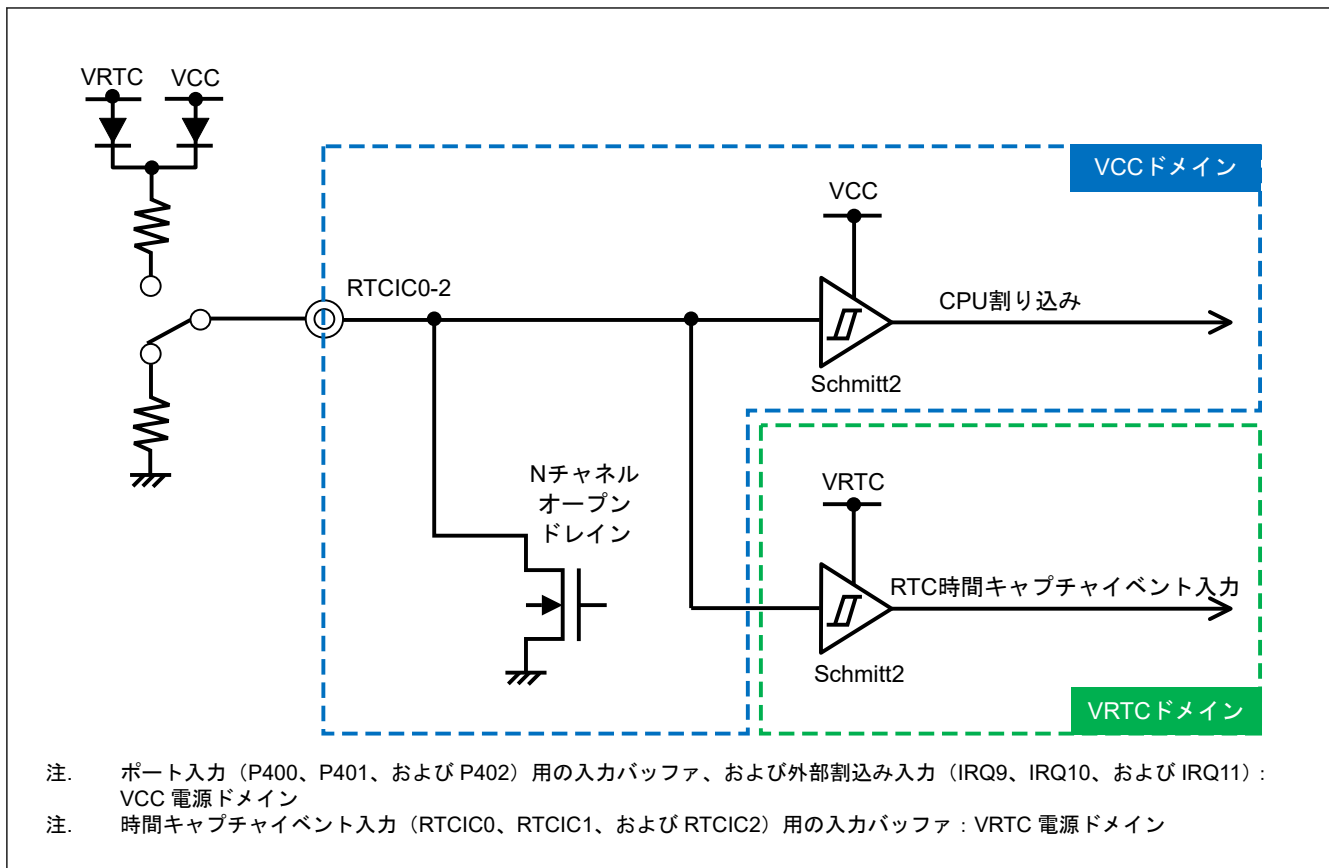 VRTC
VCC
VCCドメイン
VCC
RTCIC0-2
CPU割り込み
Schmitt2
Nチャネル
オープン
ドレイン
VRTC
RTC時間キャプチャイベント入力
Schmitt2
VRTCドメイン
注. ポート入力（P400、P401、および P402）用の入力バッファ、および外部割込み入力（IRQ9、IRQ10、および IRQ11）:
VCC 電源ドメイン
注. 時間キャプチャイベント入力（RTCIC0、RTCIC1、および RTCIC2）用の入力バッファ：VRTC 電源ドメイン